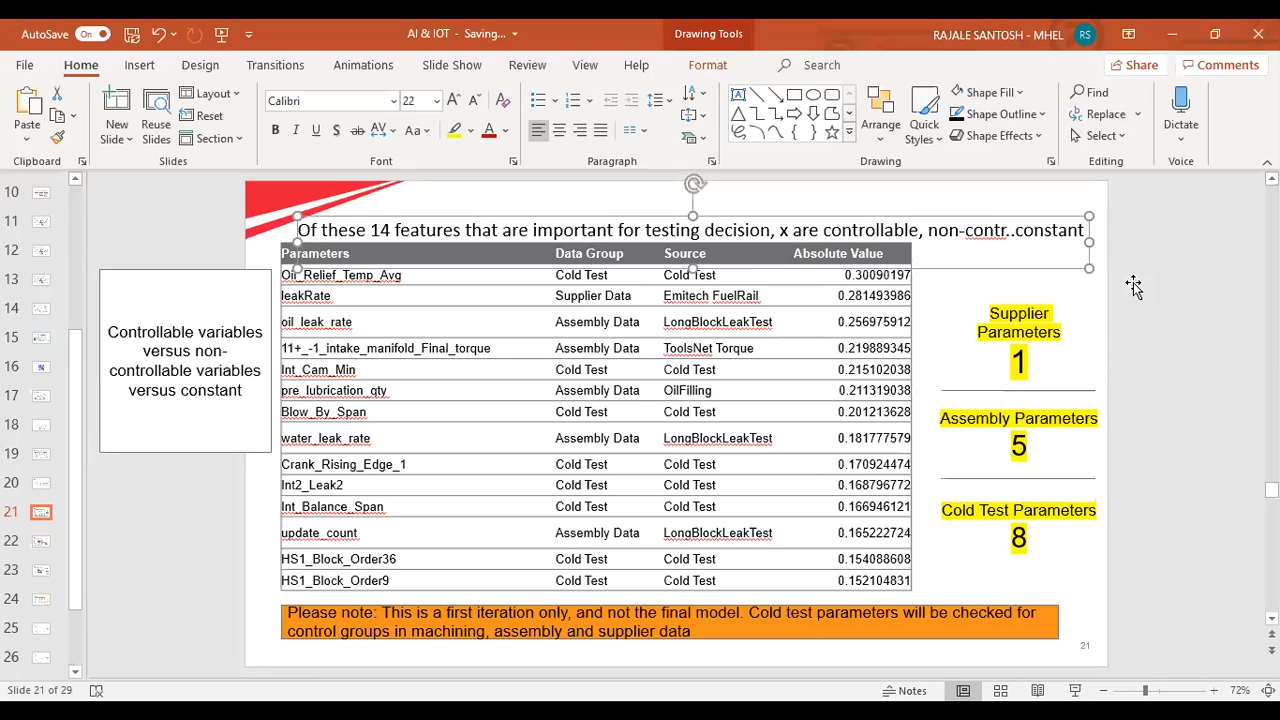 AutoSave On
AI & IOT - Saving...
Drawing Tools
RAJALE SANTOSH - MHEL RS
File Home Insert Design Transitions Animations Slide Show Review View Help Format Search Share Comments
Paste
New Slide
Reuse Slides
Layout
Reset
Section
Calibri 22
Arrange
Quick Styles
Shape Fill
Shape Outline
Shape Effects
Find
Replace
Select
Dictate
Clipboard Slides Font Paragraph Drawing Editing Voice
10
11
12
13
14
15
16
17
18
19
20
21
22
23
24
25
26
Controllable variables
versus non-
controllable variables
versus constant
Of these 14 features that are important for testing decision, x are controllable, non-contr..constant
Parameters Data Group Source Absolute Value
Oil_Relief_Temp_Avg Cold Test Cold Test 0.30090197
leakRate Supplier Data Emitech FuelRail 0.281493986
oil_leak_rate Assembly Data LongBlockLeakTest 0.256975912
11+_-1_intake_manifold_Final_torque Assembly Data ToolsNet Torque 0.219889345
Int_Cam_Min Cold Test Cold Test 0.215102038
pre_lubrication_qty Assembly Data OilFilling 0.211319038
Blow_By_Span Cold Test Cold Test 0.201213628
water_leak_rate Assembly Data LongBlockLeakTest 0.181777579
Crank_Rising_Edge_1 Cold Test Cold Test 0.170924474
Int2_Leak2 Cold Test Cold Test 0.168796772
Int_Balance_Span Cold Test Cold Test 0.166946121
update_count Assembly Data LongBlockLeakTest 0.165222724
HS1_Block_Order36 Cold Test Cold Test 0.154088608
HS1_Block_Order9 Cold Test Cold Test 0.152104831
Supplier
Parameters
1
Assembly Parameters
5
Cold Test Parameters
8
Please note: This is a first iteration only, and not the final model. Cold test parameters will be checked for
control groups in machining, assembly and supplier data
21
Slide 21 of 29
Notes
72%